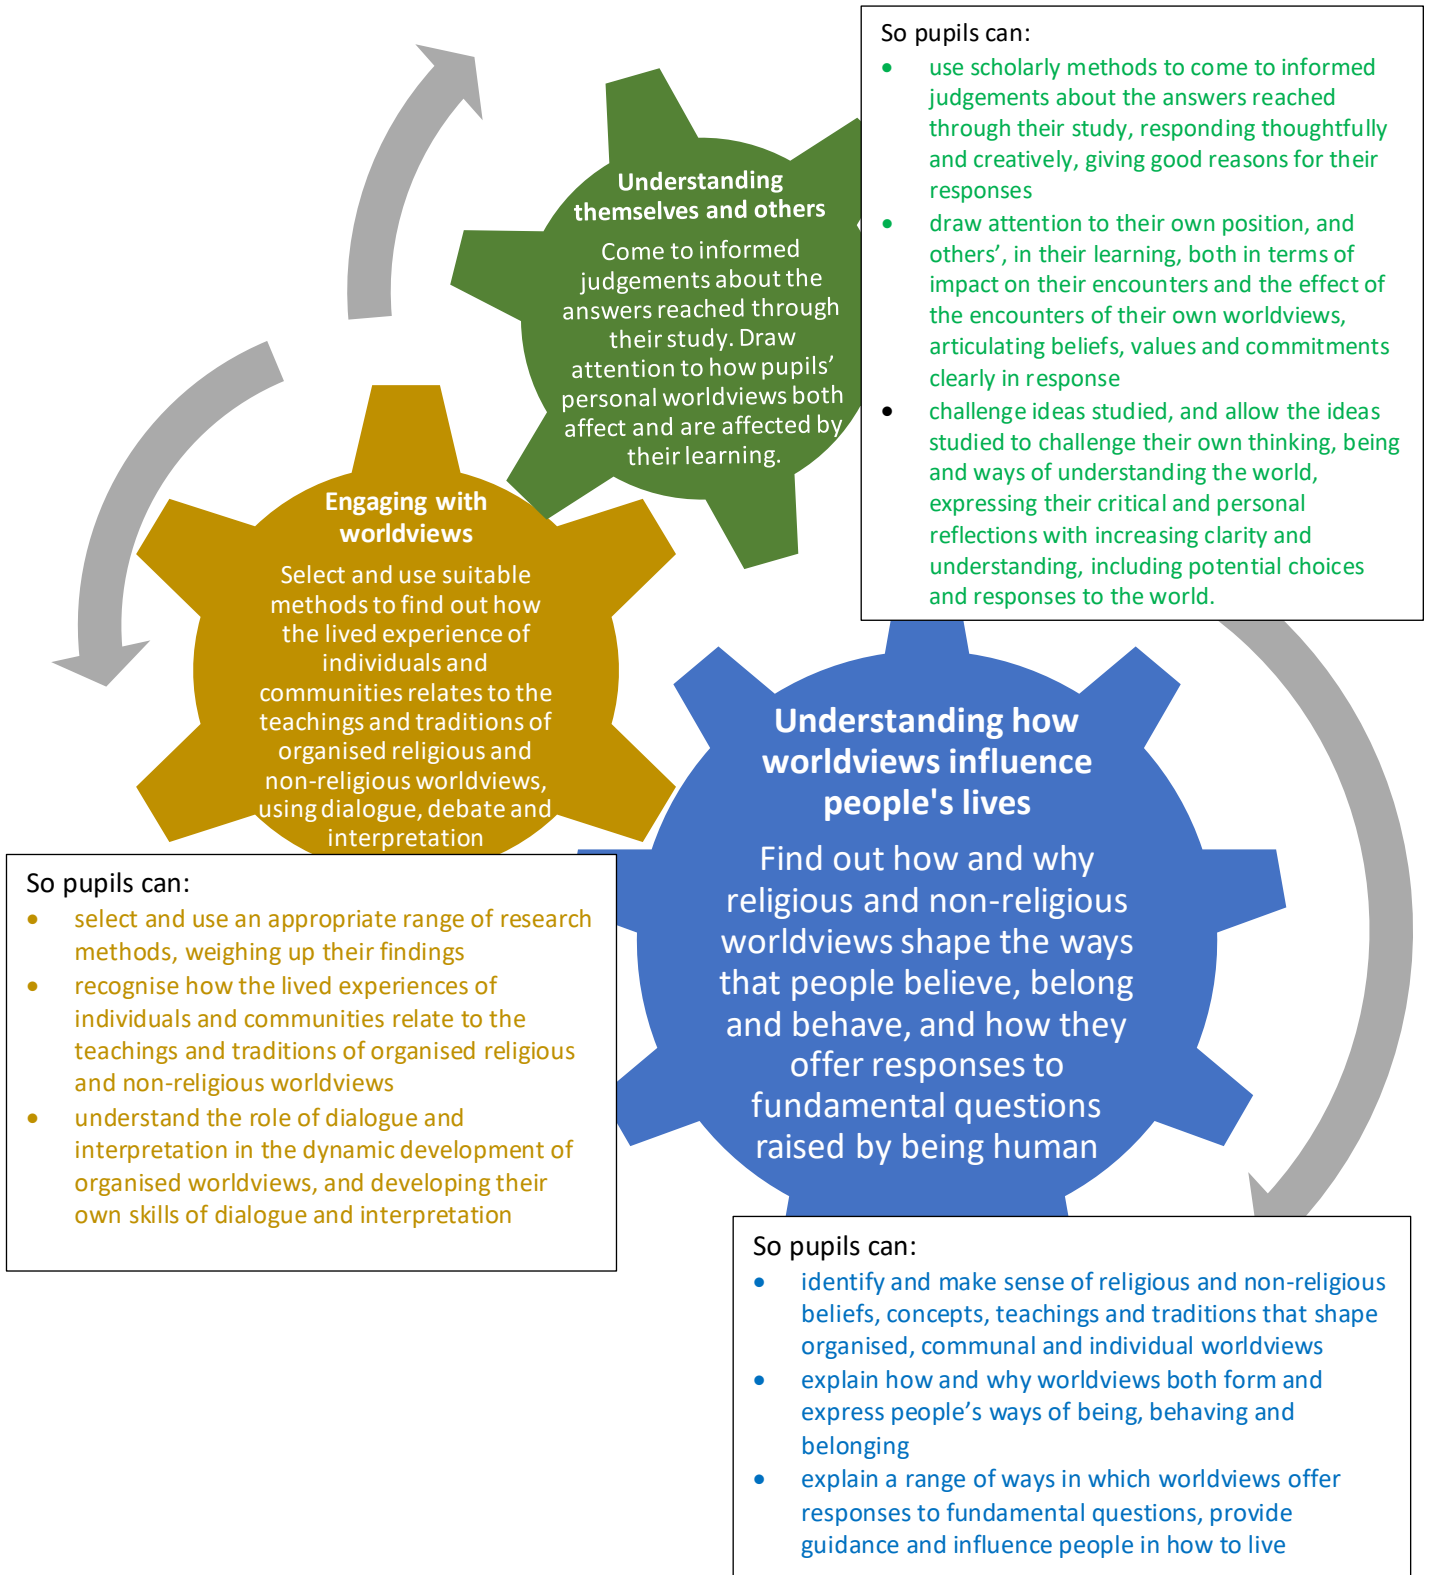 Understanding
themselves and others
Come to informed
judgements about the
answers reached through
their study. Draw
attention to how pupils’
personal worldviews both
affect and are affected by
their learning.
So pupils can:
• use scholarly methods to come to informed
judgements about the answers reached
through their study, responding thoughtfully
and creatively, giving good reasons for their
responses
• draw attention to their own position, and
others’, in their learning, both in terms of
impact on their encounters and the effect of
the encounters of their own worldviews,
articulating beliefs, values and commitments
clearly in response
• challenge ideas studied, and allow the ideas
studied to challenge their own thinking, being
and ways of understanding the world,
expressing their critical and personal
reflections with increasing clarity and
understanding, including potential choices
and responses to the world.
Engaging with
worldviews
Select and use suitable
methods to find out how
the lived experience of
individuals and
communities relates to the
teachings and traditions of
organised religious and
non-religious worldviews,
using dialogue, debate and
interpretation
So pupils can:
• select and use an appropriate range of research
methods, weighing up their findings
• recognise how the lived experiences of
individuals and communities relate to the
teachings and traditions of organised religious
and non-religious worldviews
• understand the role of dialogue and
interpretation in the dynamic development of
organised worldviews, and developing their
own skills of dialogue and interpretation
Understanding how
worldviews influence
people's lives
Find out how and why
religious and non-religious
worldviews shape the ways
that people believe, belong
and behave, and how they
offer responses to
fundamental questions
raised by being human
So pupils can:
• identify and make sense of religious and non-religious
beliefs, concepts, teachings and traditions that shape
organised, communal and individual worldviews
• explain how and why worldviews both form and
express people’s ways of being, behaving and
belonging
• explain a range of ways in which worldviews offer
responses to fundamental questions, provide
guidance and influence people in how to live